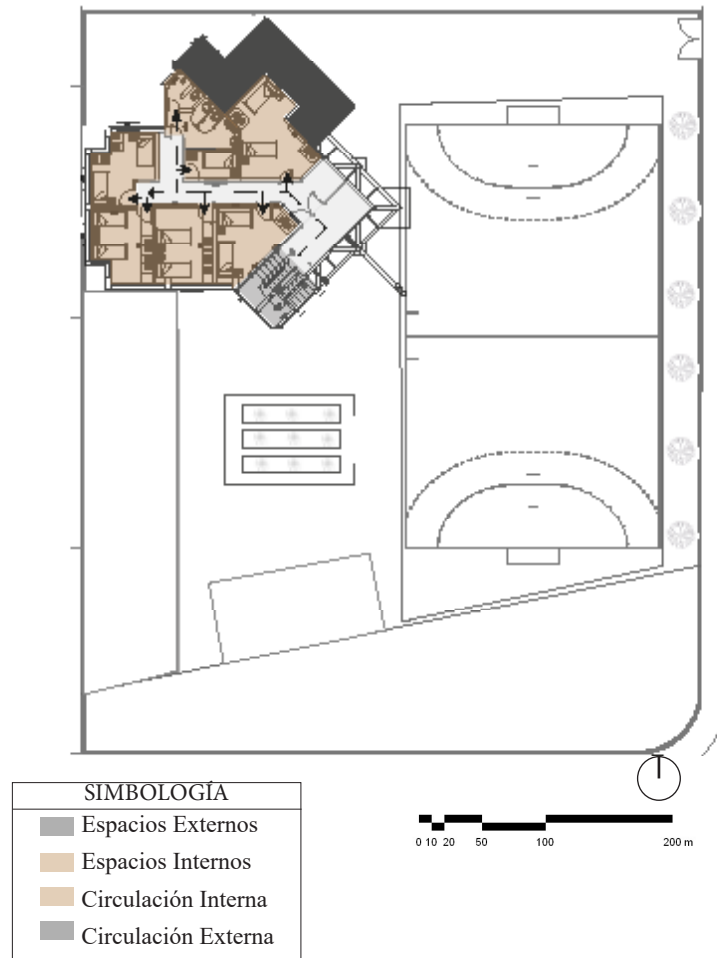 SIMBOLOGÍA
Espacios Externos
Espacios Internos
Circulación Interna
Circulación Externa
0 10 20 50 100 200 m